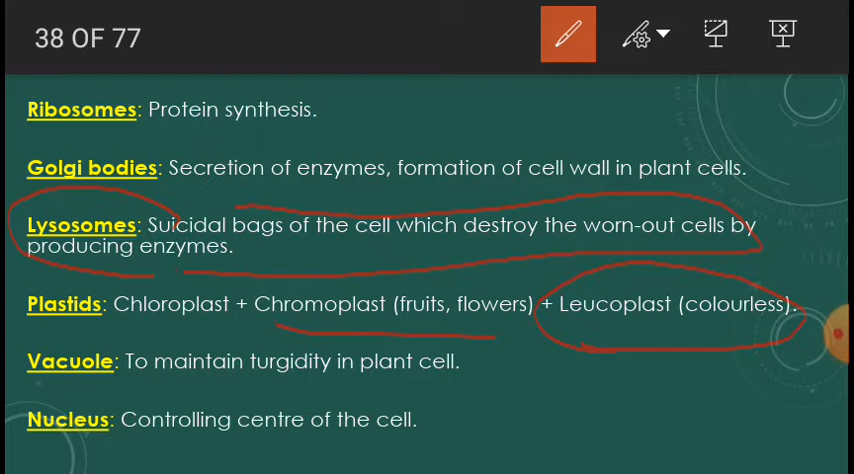 38 OF 77
Ribosomes: Protein synthesis.
Golgi bodies: Secretion of enzymes, formation of cell wall in plant cells.
Lysosomes: Suicidal bags of the cell which destroy the worn-out cells by
producing enzymes.
Plastids: Chloroplast + Chromoplast (fruits, flowers) + Leucoplast (colourless).
Vacuole: To maintain turgidity in plant cell.
Nucleus: Controlling centre of the cell.